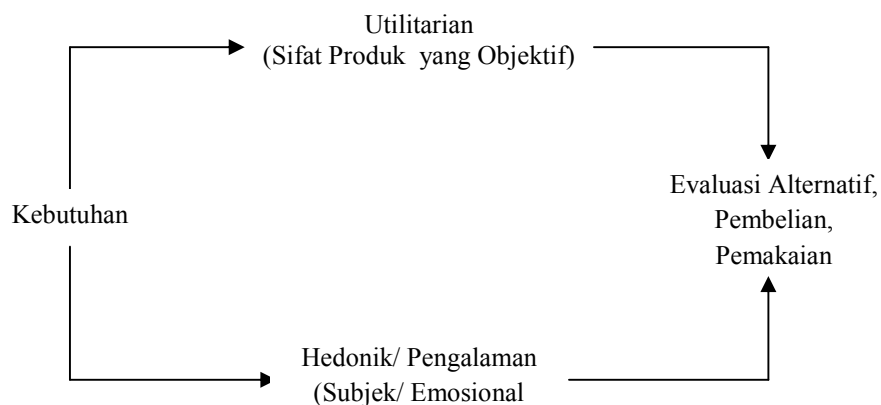 Utilitarian
(Sifat Produk yang Objektif)
Evaluasi Alternatif,
Pembelian,
Pemakaian
Kebutuhan
Hedonik/ Pengalaman
(Subjek/ Emosional